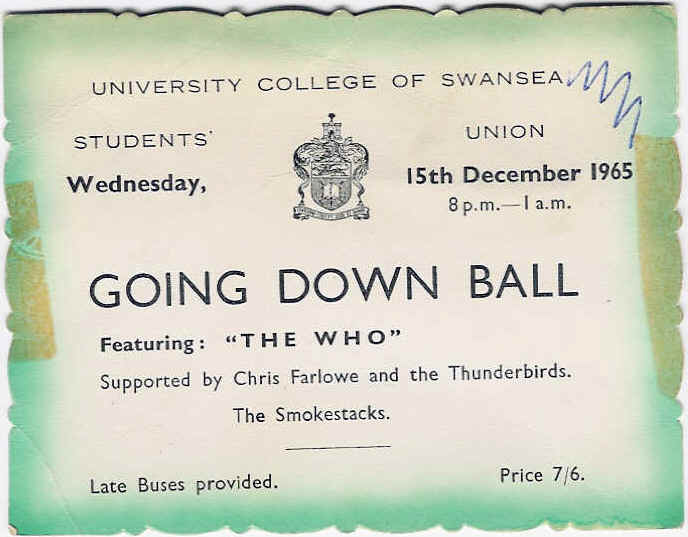 UNIVERSITY COLLEGE OF SWANSEA
STUDENTS' UNION
Wednesday, 15th December 1965
8 p.m.—1 a.m.
GOING DOWN BALL
Featuring: "THE WHO"
Supported by Chris Farlowe and the Thunderbirds.
The Smokestacks.
Late Buses provided. Price 7/6.